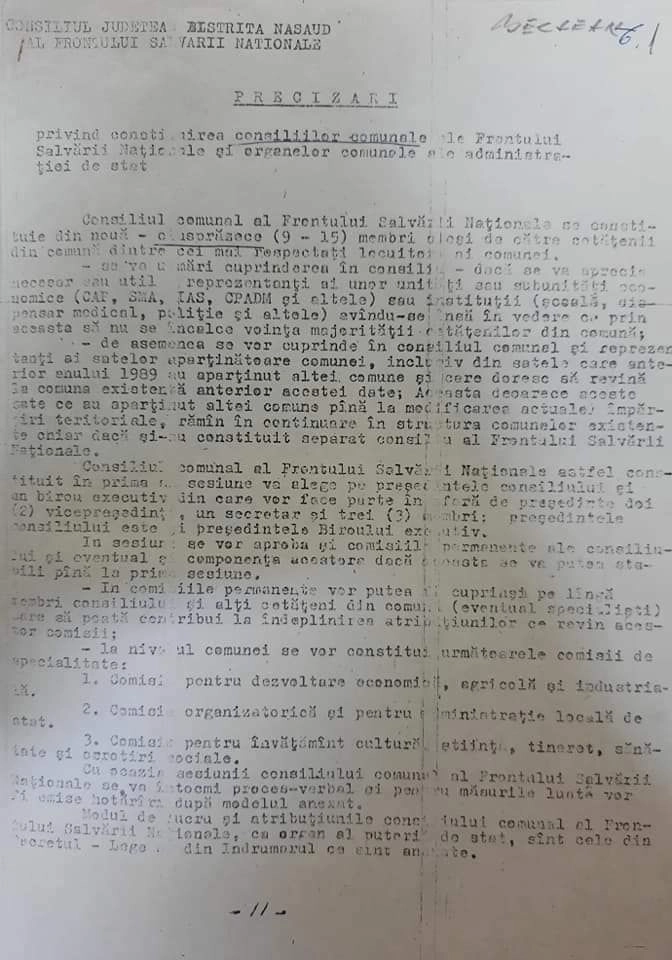 CONSILIUL JUDETEAN BISTRITA NASAUD
AL FRONTULUI SALVARII NATIONALE
PRECIZARI
privind constituirea consiliilor comunale ale Frontului
Salvării Naționale și organelor comunale ale administra-
ției de stat
Consiliul comunal al Frontului Salvării Naționale se consti-
tuie din nouă - cinsprăzece (9 - 15) membri aleși de către cetățenii
din comună dintre cei mai respectați locuitori ai comunei.
- se va urmări cuprinderea în consiliu - dacă se va aprecia
necesar sau util - reprezentanți ai unor unități sau subunități eco-
nomice (CAP, SMA, IAS, CPADM și altele) sau instituții (școală, dis-
pensar medical, poliție și altele) avîndu-se însă în vedere ca prin
aceasta să nu se încalce voința majorității cetățenilor din comună;
- de asemenea se vor cuprinde în consiliul comunal și reprezen
tanți ai satelor aparținătoare comunei, inclusiv din satele care ante-
rior anului 1989 au aparținut altei comune și care doresc să revină
la comuna existentă anterior acestei date; Aceasta deoarece aceste
sate ce au aparținut altei comune pînă la modificarea actualei împăr-
țiri teritoriale, rămîn în continuare în structura comunelor existen-
te chiar dacă și-au constituit separat consiliu al Frontului Salvării
Naționale.
Consiliul comunal al Frontului Salvării Naționale astfel cons-
tituit în prima sa sesiune va alege pe președintele consiliului și
un birou executiv din care vor face parte în afară de președinte doi
(2) vicepreședinți, un secretar și trei (3) membri; președintele
consiliului este și președintele Biroului executiv.
In sesiune se vor aproba și comisiile permanente ale consiliu-
lui și eventual și componența acestora dacă aceasta se va putea sta-
bili pînă la prima sesiune.
- In comisiile permanente vor putea fi cuprinși pe lîngă
membri consiliului și alți cetățeni din comună (eventual specialiști)
care să poată contribui la îndeplinirea atribuțiunilor ce revin aces-
tor comisii;
- la nivelul comunei se vor constitui următoarele comisii de
specialitate:
1. Comisia pentru dezvoltare economică, agricolă și industria-
lă.
2. Comisia organizatorică și pentru administrație locală de
stat.
3. Comisia pentru învățămînt cultură, știință, tineret, sănă-
tate și ocrotiri sociale.
Cu ocazia sesiunii consiliului comunal al Frontului Salvării
Naționale se va întocmi proces-verbal și pentru măsurile luate vor
fi emise hotărîri după modelul anexat.
Modul de lucru și atribuțiunile consiliului comunal al Fron-
tului Salvării Naționale, ca organ al puterii de stat, sînt cele din
Decretul - Lege din Indrumarul ce sînt anexate.
- 11 -